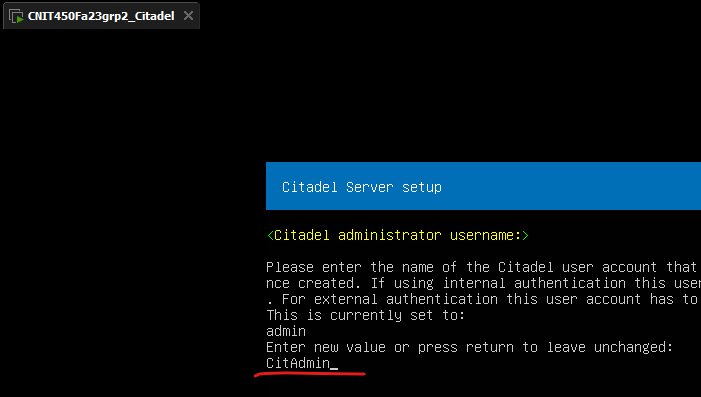 CNIT450Fa23grp2_Citadel
Citadel Server setup
<Citadel administrator username:>
Please enter the name of the Citadel user account that
nce created. If using internal authentication this user
. For external authentication this user account has to
This is currently set to:
admin
Enter new value or press return to leave unchanged:
CitAdmin_